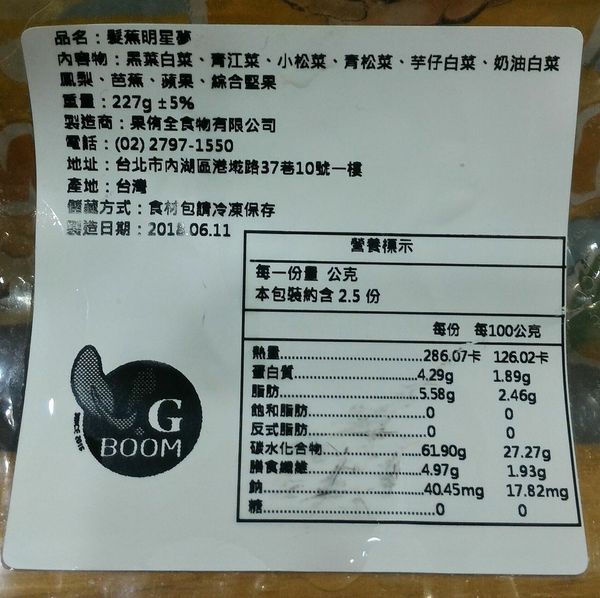 品名：髮蕉明星夢
內容物：黑葉白菜、青江菜、小松菜、青松菜、芋仔白菜、奶油白菜
鳳梨、芭蕉、蘋果、綜合堅果
重量：227g ±5%
製造商：果侑全食物有限公司
電話：(02) 2797-1550
地址：台北市內湖區港墘路37巷10號一樓
產地：台灣
儲藏方式：食材包請冷凍保存
製造日期：2018.06.11
營養標示
每一份量 公克
本包裝約含 2.5 份
每份 每100公克
熱量..................286.07卡 126.02卡
蛋白質..................4.29g 1.89g
脂肪..................5.58g 2.46g
飽和脂肪..................0 0
反式脂肪..................0 0
碳水化合物..................61.90g 27.27g
膳食纖維..................4.97g 1.93g
鈉..................40.45mg 17.82mg
糖..................0 0
G
BOOM